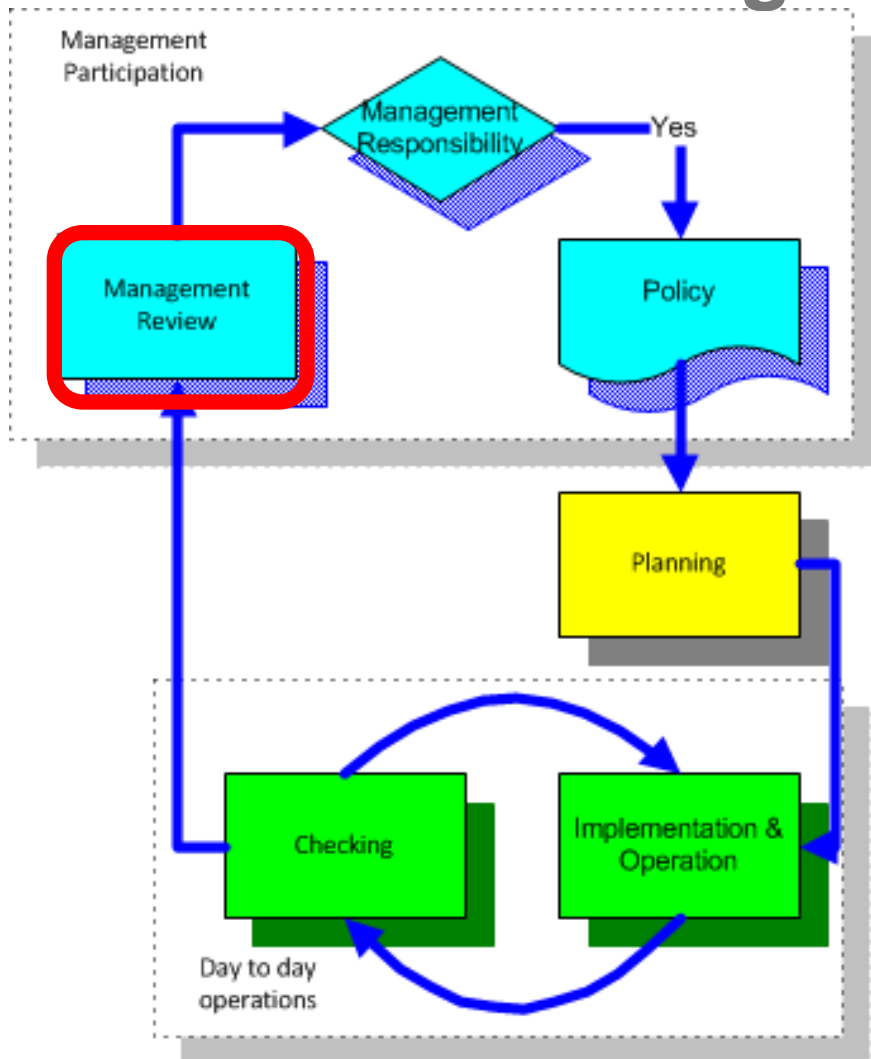 Management
Participation
Management
Responsibility
Yes
Management
Review
Policy
Planning
Checking
Implementation &
Operation
Day to day
operations